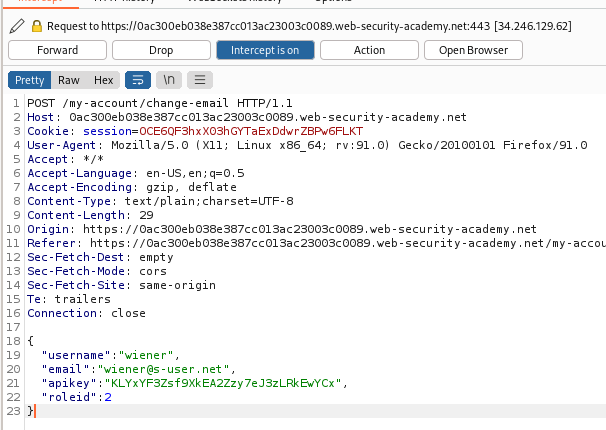 Request to https://0ac300eb038e387cc013ac23003c0089.web-security-academy.net:443 [34.246.129.62]
Forward Drop Intercept is on Action Open Browser
Pretty Raw Hex \n
1 POST /my-account/change-email HTTP/1.1
2 Host: 0ac300eb038e387cc013ac23003c0089.web-security-academy.net
3 Cookie: session=OCE6QF3hxX03hGYTaExDdwrZBPw6FLKT
4 User-Agent: Mozilla/5.0 (X11; Linux x86_64; rv:91.0) Gecko/20100101 Firefox/91.0
5 Accept: */*
6 Accept-Language: en-US,en;q=0.5
7 Accept-Encoding: gzip, deflate
8 Content-Type: text/plain;charset=UTF-8
9 Content-Length: 29
10 Origin: https://0ac300eb038e387cc013ac23003c0089.web-security-academy.net
11 Referer: https://0ac300eb038e387cc013ac23003c0089.web-security-academy.net/my-accou
12 Sec-Fetch-Dest: empty
13 Sec-Fetch-Mode: cors
14 Sec-Fetch-Site: same-origin
15 Te: trailers
16 Connection: close
17
18 {
19 "username":"wiener",
20 "email":"wiener@s-user.net",
21 "apikey":"KLYxYF3Zsf9XkEA2Zzy7eJ3zLRkEwYCx",
22 "roleid":2
23 }